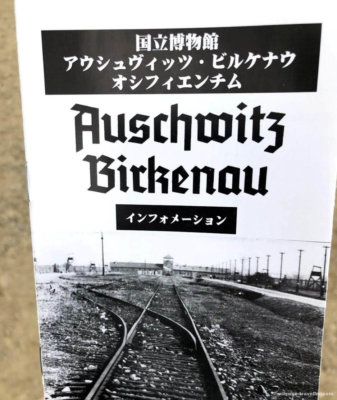 国立博物館
アウシュヴィッツ・ビルケナウ
オシフィエンチム
Auschwitz
Birkenau
インフォメーション